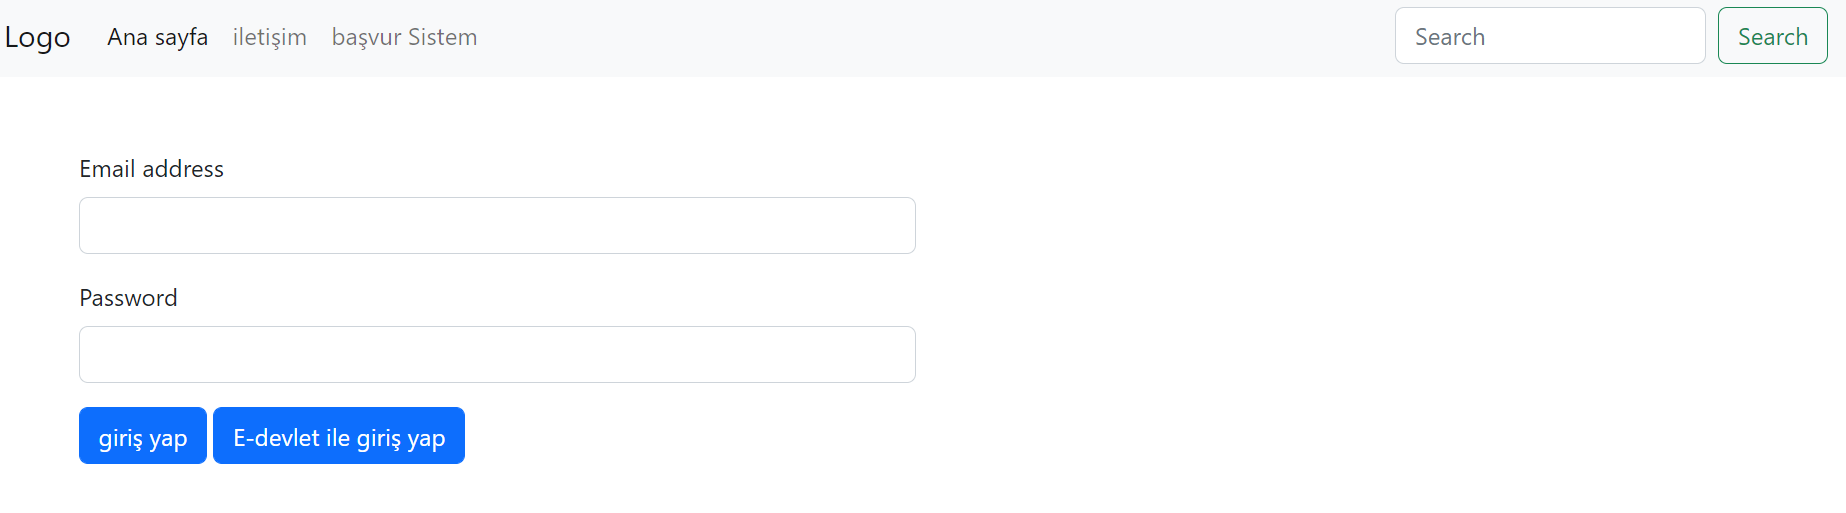 Logo Ana sayfa iletişim başvur Sistem Search Search
Email address
Password
giriş yap E-devlet ile giriş yap